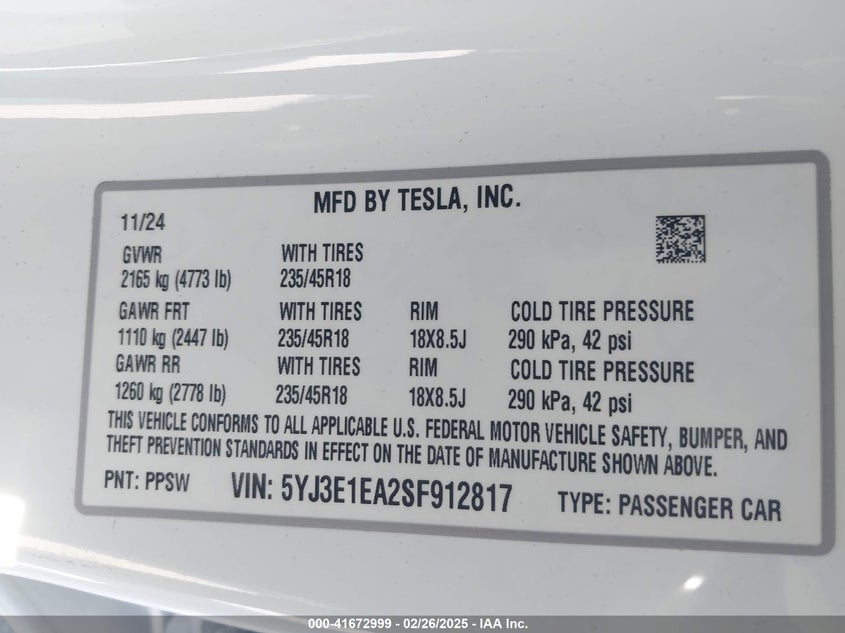 MFD BY TESLA, INC.
11/24
GVWR WITH TIRES
2165 kg (4773 lb) 235/45R18
GAWR FRT WITH TIRES RIM COLD TIRE PRESSURE
1110 kg (2447 lb) 235/45R18 18X8.5J 290 kPa, 42 psi
GAWR RR WITH TIRES RIM COLD TIRE PRESSURE
1260 kg (2778 lb) 235/45R18 18X8.5J 290 kPa, 42 psi
THIS VEHICLE CONFORMS TO ALL APPLICABLE U.S. FEDERAL MOTOR VEHICLE SAFETY, BUMPER, AND
THEFT PREVENTION STANDARDS IN EFFECT ON THE DATE OF MANUFACTURE SHOWN ABOVE.
PNT: PPSW VIN: 5YJ3E1EA2SF912817 TYPE: PASSENGER CAR
000-41672999 - 02/26/2025 - IAA Inc.